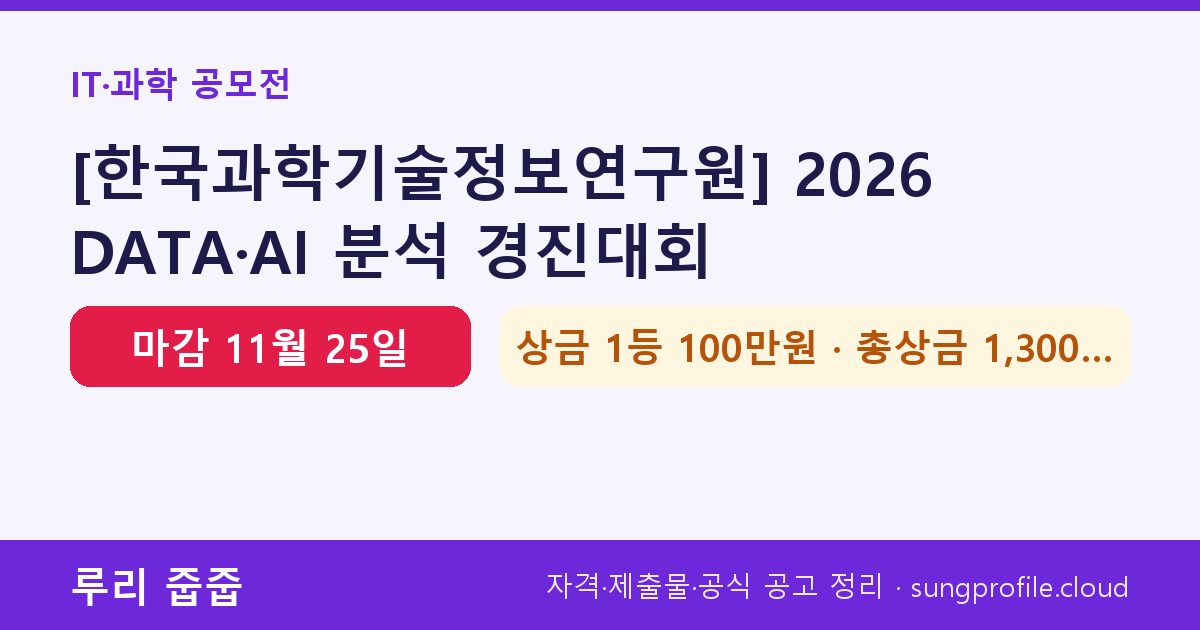 IT·과학 공모전
[한국과학기술정보연구원] 2026
DATA·AI 분석 경진대회
마감 11월 25일
상금 1등 100만원 · 총상금 1,300...
루리 줍줍
자격·제출물·공식 공고 정리 · sungprofile.cloud